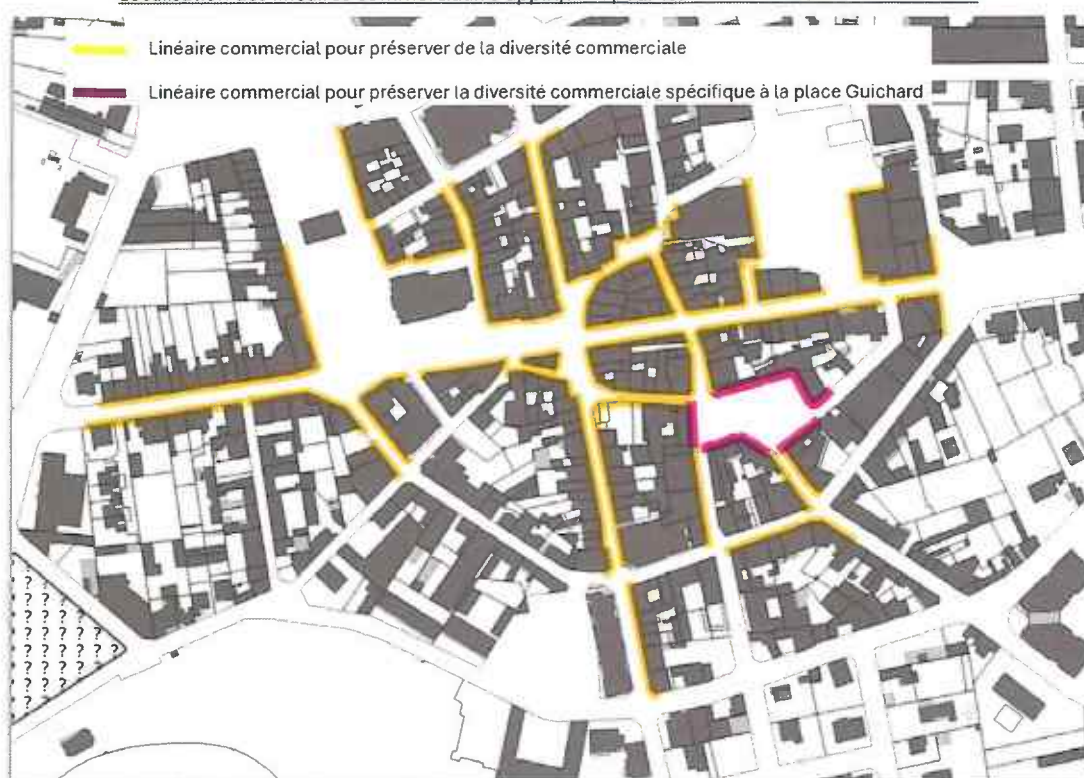 Linéaire commercial pour préserver de la diversité commerciale
Linéaire commercial pour préserver la diversité commerciale spécifique à la place Guichard
? ? ? ?
? ? ? ? ?
? ? ? ? ? ?
? ? ? ? ? ? ?
? ? ? ? ? ?
? ? ? ?
? ? ?
? ?
?